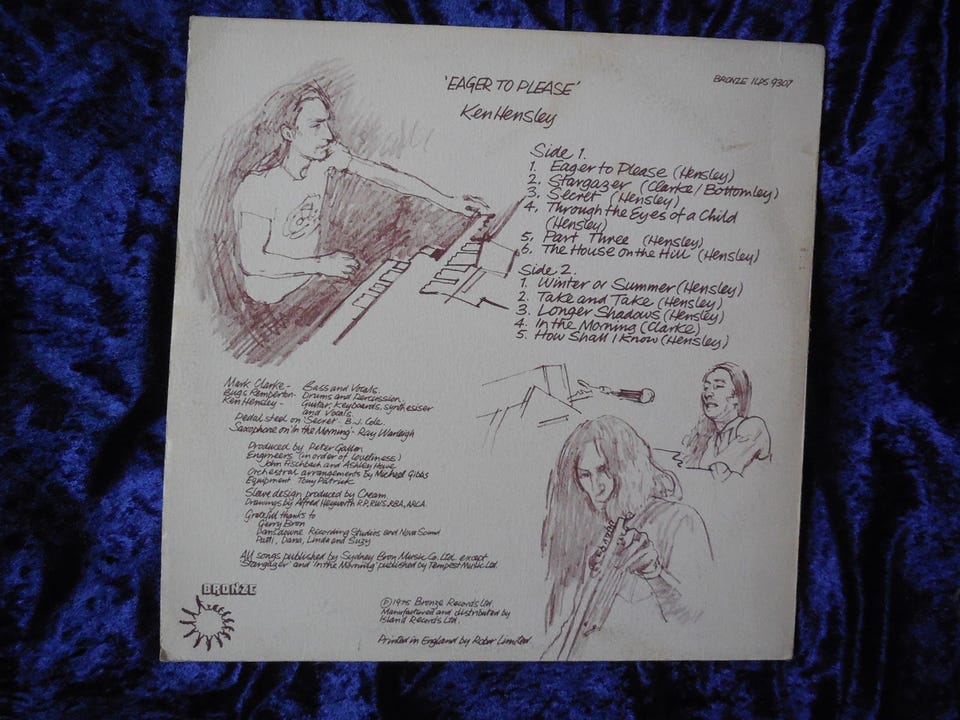 'EAGER TO PLEASE'
BRONZE ILPS 9307
Ken Hensley
Side 1.
1. Eager to Please (Hensley)
2. Stargazer (Clarke/Bottomley)
3. Secret (Hensley)
4. Through the Eyes of a Child
(Hensley)
5. Part Three (Hensley)
6. The House on the Hill (Hensley)
Side 2.
1. Winter or Summer (Hensley)
2. Take and Take (Hensley)
3. Longer Shadows (Hensley)
4. In the Morning (Clarke)
5. How Shall I Know (Hensley)
Mark Clarke - Bass and Vocals.
Bugs Pemberton - Drums and Percussion.
Ken Hensley - Guitar, Keyboards, Synthesiser
and Vocals
Pedal steel on 'Secret' - B.J. Cole
Saxophone on 'In the Morning' - Ray Warleigh
Produced by Peter Gallen
Engineers (in order of loveliness)
John Fischbach and Ashley Howe
Orchestral arrangements by Michael Gibbs
Equipment Tony Patrick
Sleeve design produced by Cream
Drawings by Alfred Heyworth R.P., R.W.S., R.B.A., A.R.C.A.
Grateful thanks to
Gerry Bron
Lansdowne Recording Studios and Nova Sound
Patti, Dana, Linda and Suzy
All songs published by Sydney Bron Music Co. Ltd. except
'Stargazer' and 'In the Morning' published by Tempest Music Ltd.
BRONZE
℗ 1975 Bronze Records Ltd.
Manufactured and distributed by
Island Records Ltd.
Printed in England by Robor Limited